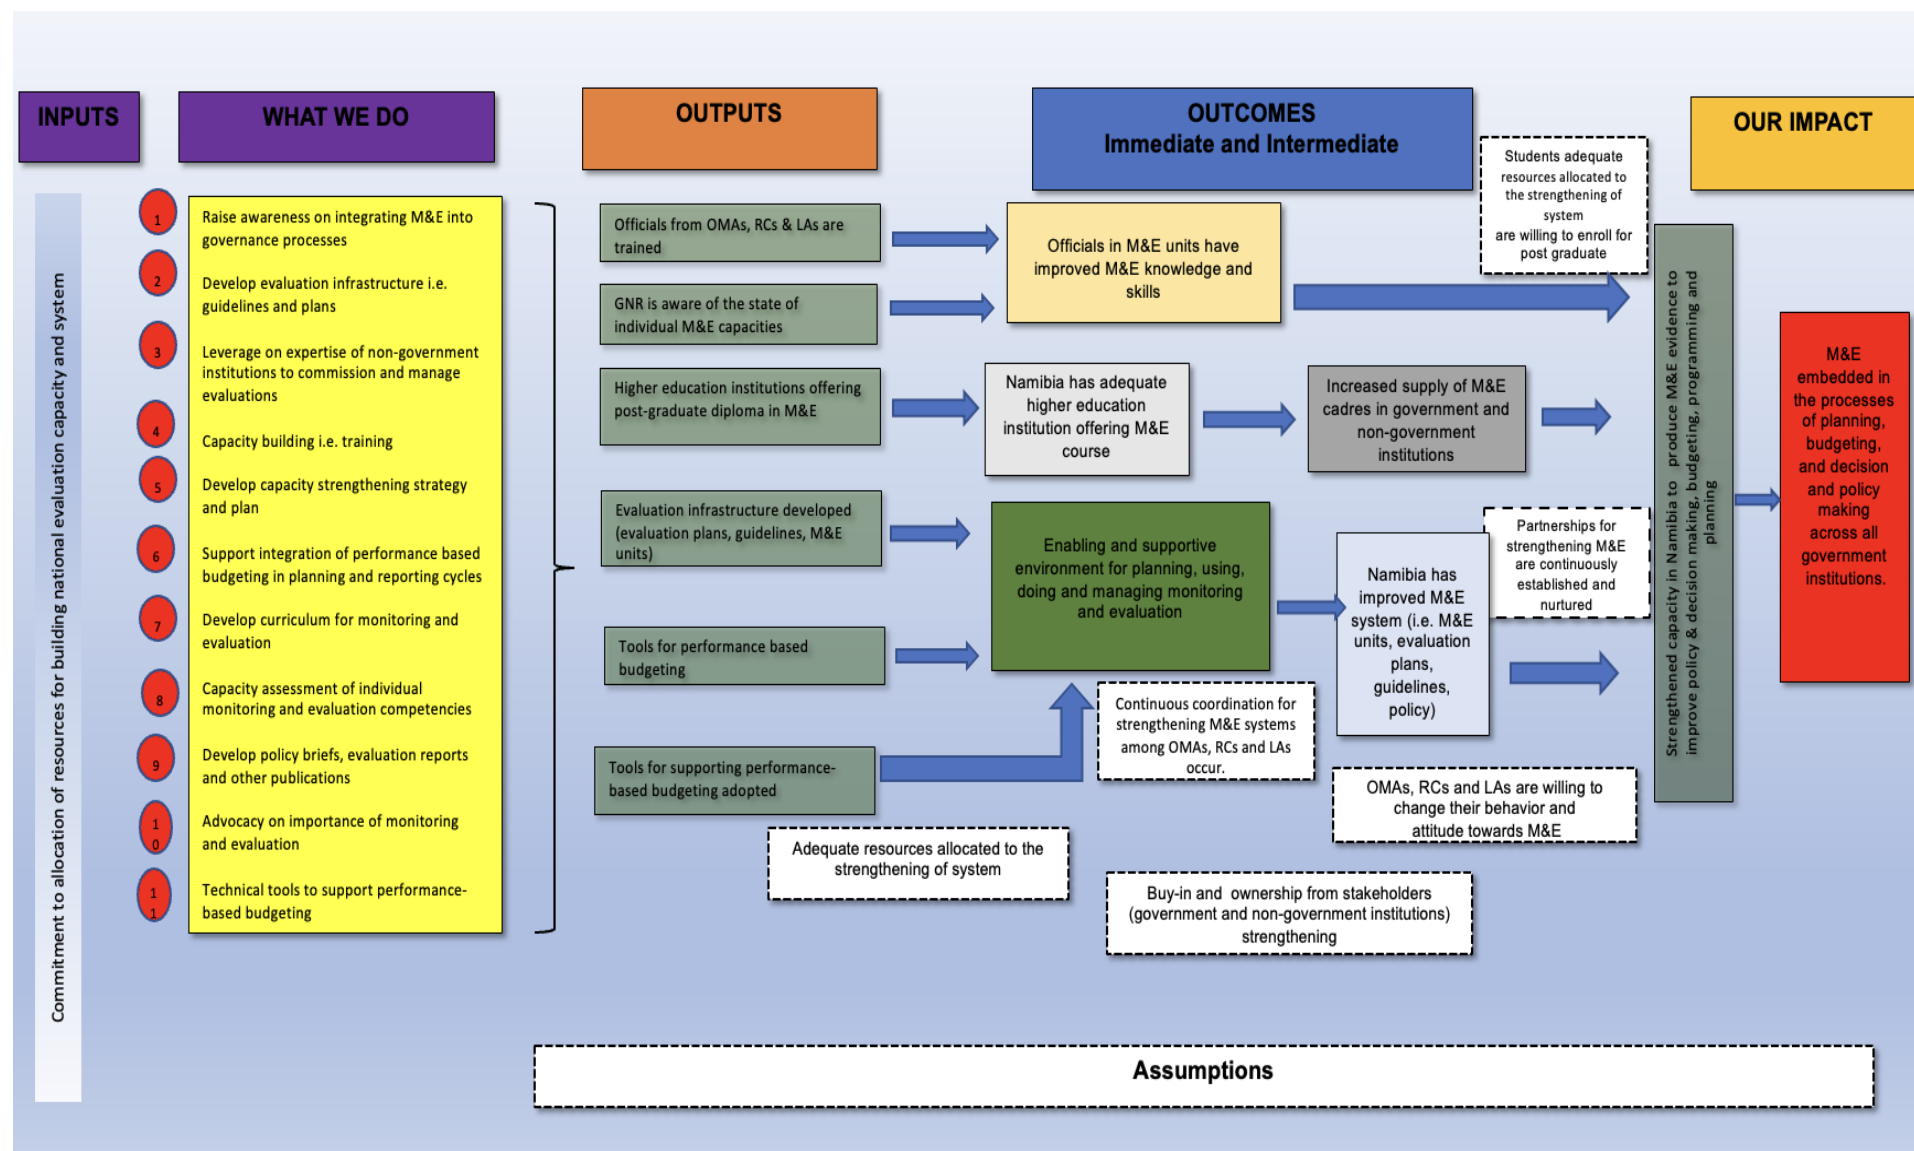 INPUTS
WHAT WE DO
OUTPUTS
OUTCOMES
Immediate and Intermediate
OUR IMPACT
Commitment to allocation of resources for building national evaluation capacity and system
1
Raise awareness on integrating M&E into
governance processes
2
Develop evaluation infrastructure i.e.
guidelines and plans
3
Leverage on expertise of non-government
institutions to commission and manage
evaluations
4
Capacity building i.e. training
5
Develop capacity strengthening strategy
and plan
6
Support integration of performance based
budgeting in planning and reporting cycles
7
Develop curriculum for monitoring and
evaluation
8
Capacity assessment of individual
monitoring and evaluation competencies
9
Develop policy briefs, evaluation reports
and other publications
1
0
Advocacy on importance of monitoring
and evaluation
1
1
Technical tools to support performance-
based budgeting
Officials from OMAs, RCs & LAs are
trained
GNR is aware of the state of
individual M&E capacities
Higher education institutions offering
post-graduate diploma in M&E
Evaluation infrastructure developed
(evaluation plans, guidelines, M&E
units)
Tools for performance based
budgeting
Tools for supporting performance-
based budgeting adopted
Officials in M&E units have
improved M&E knowledge and
skills
Namibia has adequate
higher education
institution offering M&E
course
Increased supply of M&E
cadres in government and
non-government
institutions
Enabling and supportive
environment for planning, using,
doing and managing monitoring
and evaluation
Namibia has
improved M&E
system (i.e. M&E
units, evaluation
plans,
guidelines,
policy)
Students adequate
resources allocated to
the strengthening of
system
are willing to enroll for
post graduate
Partnerships for
strengthening M&E
are continuously
established and
nurtured
Continuous coordination for
strengthening M&E systems
among OMAs, RCs and LAs
occur.
OMAs, RCs and LAs are willing to
change their behavior and
attitude towards M&E
Adequate resources allocated to the
strengthening of system
Buy-in and ownership from stakeholders
(government and non-government institutions)
strengthening
Strengthened capacity in Namibia to produce M&E evidence to
improve policy & decision making, budgeting, programming and
planning
M&E
embedded in
the processes
of planning,
budgeting,
and decision
and policy
making
across all
government
institutions.
Assumptions